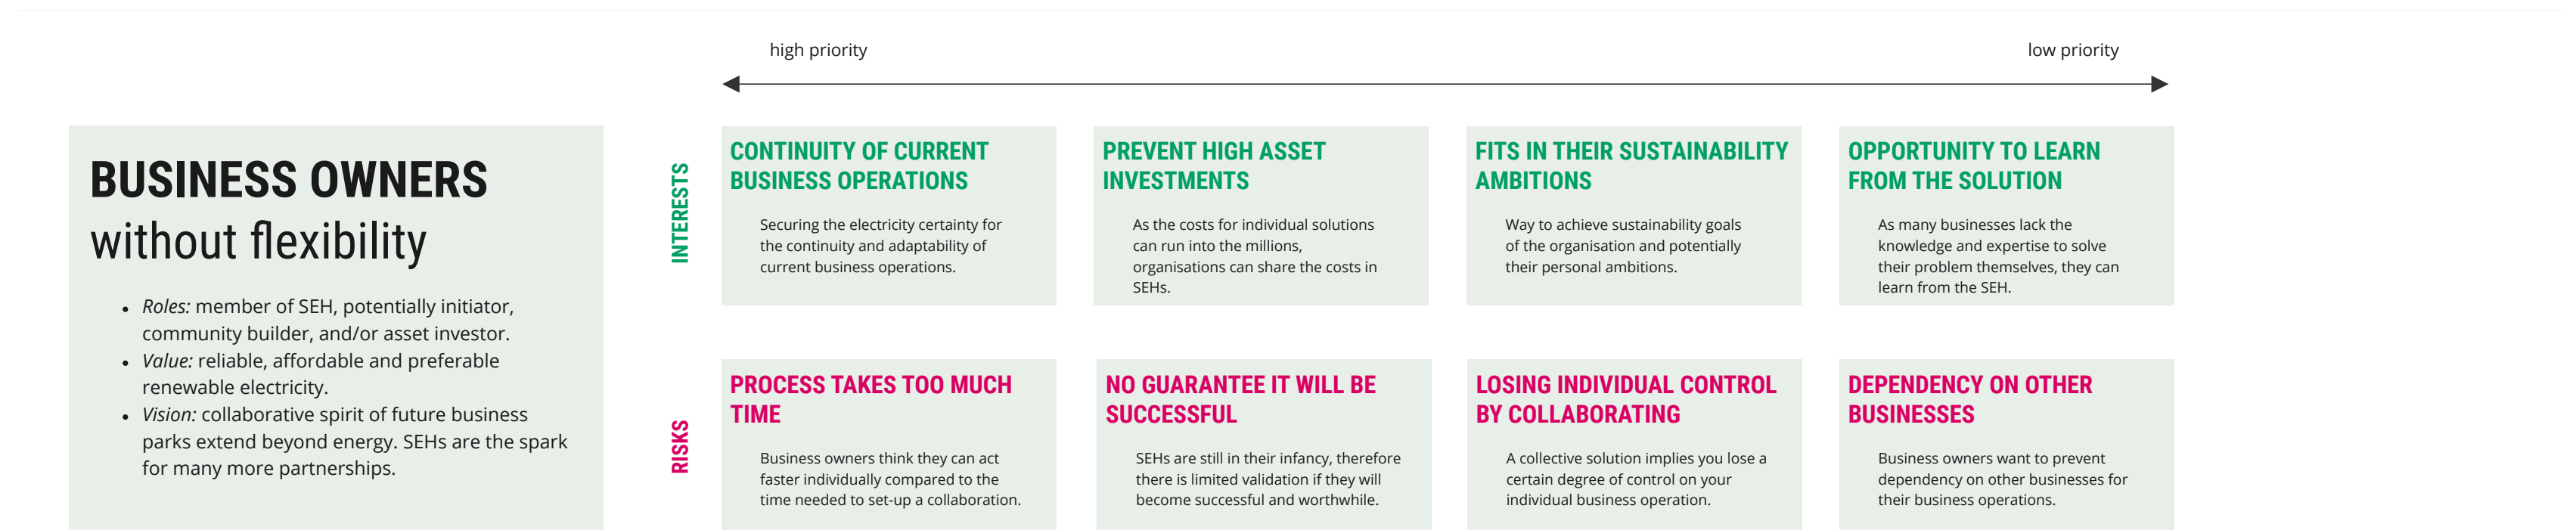 high priority
low priority
BUSINESS OWNERS
without flexibility
• Roles: member of SEH, potentially initiator,
community builder, and/or asset investor.
• Value: reliable, affordable and preferable
renewable electricity.
• Vision: collaborative spirit of future business
parks extend beyond energy. SEHs are the spark
for many more partnerships.
INTERESTS
CONTINUITY OF CURRENT
BUSINESS OPERATIONS
Securing the electricity certainty for
the continuity and adaptability of
current business operations.
PREVENT HIGH ASSET
INVESTMENTS
As the costs for individual solutions
can run into the millions,
organisations can share the costs in
SEHs.
FITS IN THEIR SUSTAINABILITY
AMBITIONS
Way to achieve sustainability goals
of the organisation and potentially
their personal ambitions.
OPPORTUNITY TO LEARN
FROM THE SOLUTION
As many businesses lack the
knowledge and expertise to solve
their problem themselves, they can
learn from the SEH.
RISKS
PROCESS TAKES TOO MUCH
TIME
Business owners think they can act
faster individually compared to the
time needed to set-up a collaboration.
NO GUARANTEE IT WILL BE
SUCCESSFUL
SEHs are still in their infancy, therefore
there is limited validation if they will
become successful and worthwhile.
LOSING INDIVIDUAL CONTROL
BY COLLABORATING
A collective solution implies you lose a
certain degree of control on your
individual business operation.
DEPENDENCY ON OTHER
BUSINESSES
Business owners want to prevent
dependency on other businesses for
their business operations.